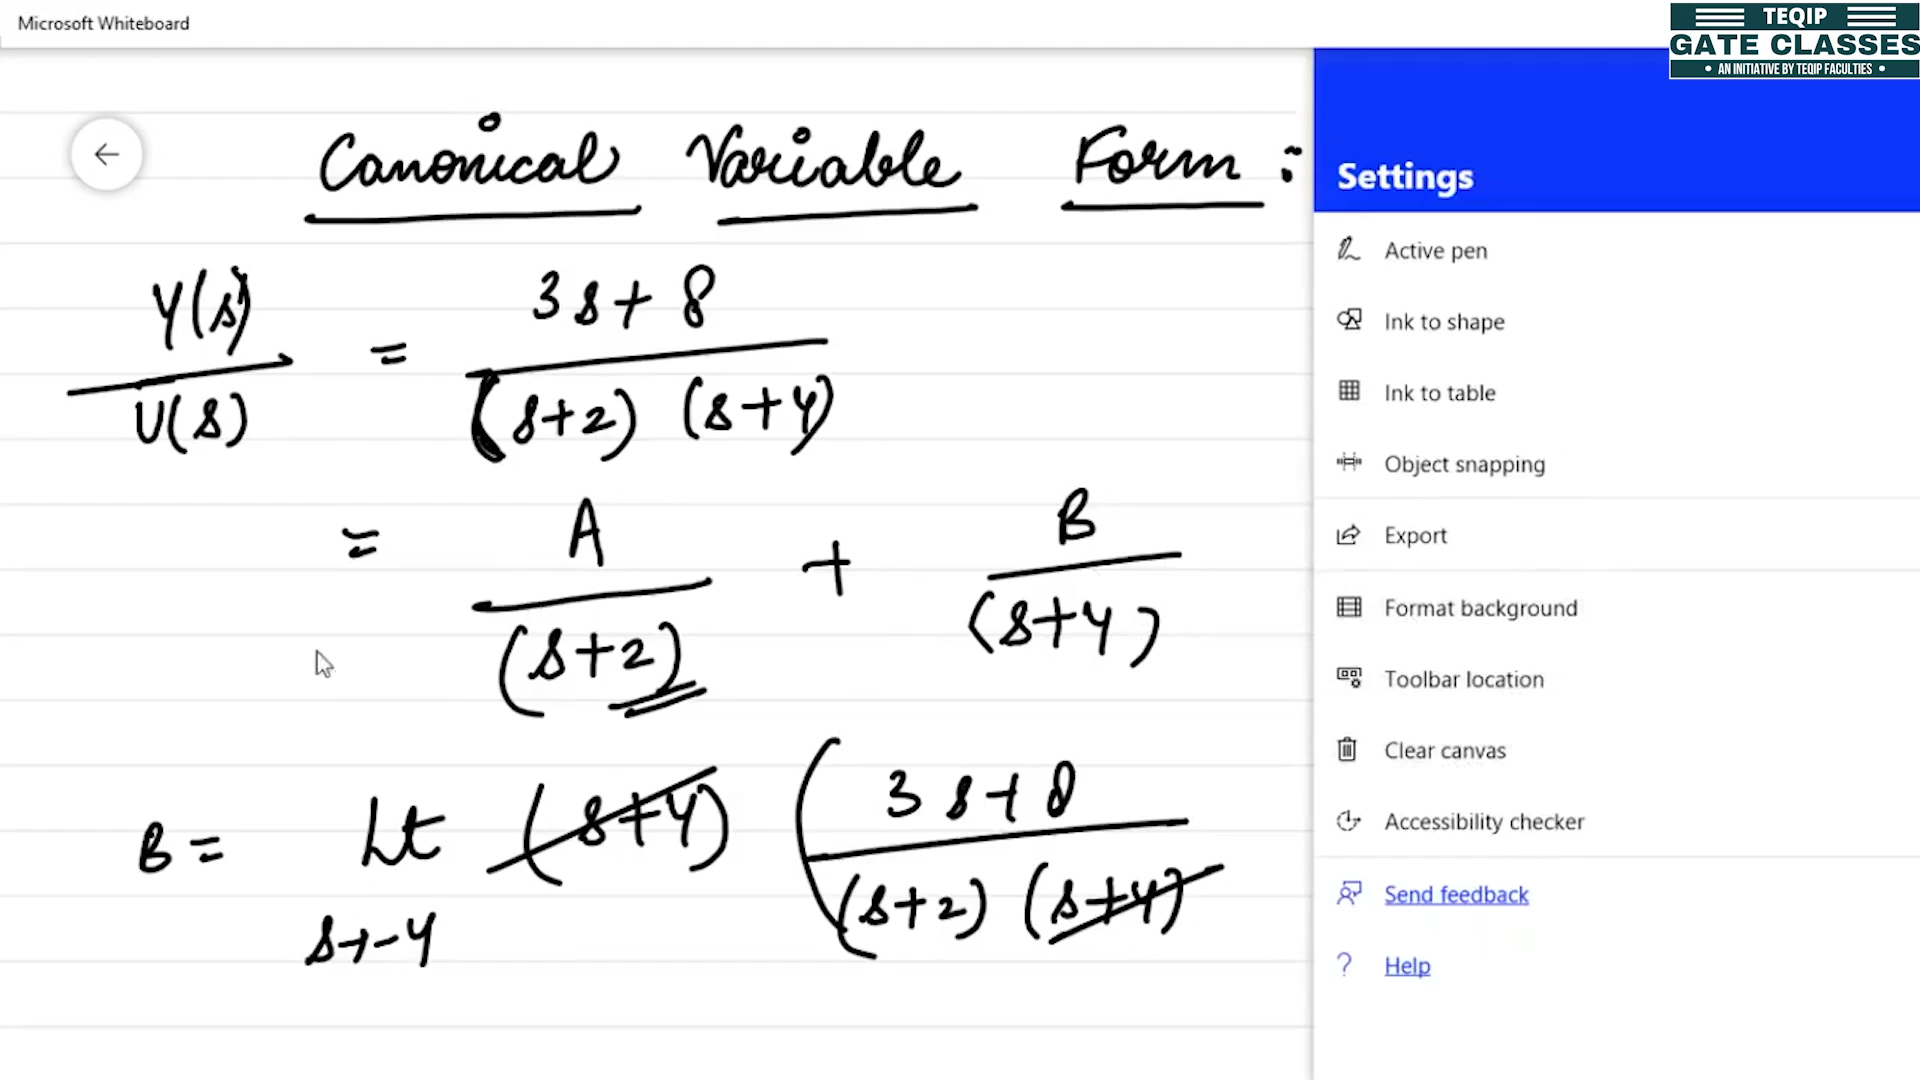 Microsoft Whiteboard
TEQIP
GATE CLASSES
• AN INITIATIVE BY TEQIP FACULTIES •
Canonical Variable Form :
Y(s)
U(s)
= 3s + 8
(s+2) (s+4)
= A + B
(s+2) (s+4)
B = Lt (s+4) ( 3s+8
s→-4 (s+2) (s+4)
Settings
Active pen
Ink to shape
Ink to table
Object snapping
Export
Format background
Toolbar location
Clear canvas
Accessibility checker
Send feedback
? Help